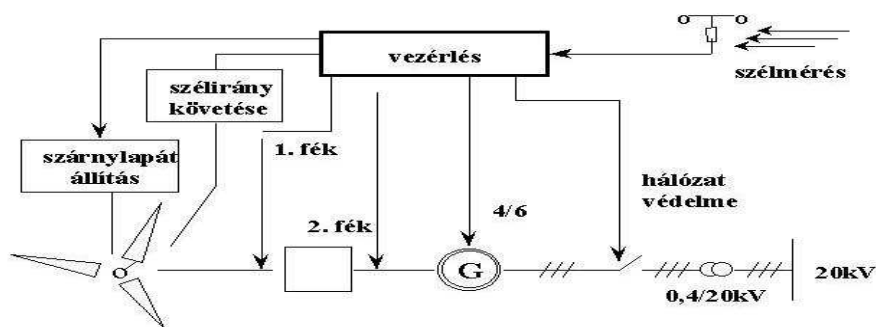 vezérlés
szélmérés
szélirány
követése
szárnylapát
állítás
1. fék
2. fék
4/6
hálózat
védelme
G
0,4/20kV
20kV